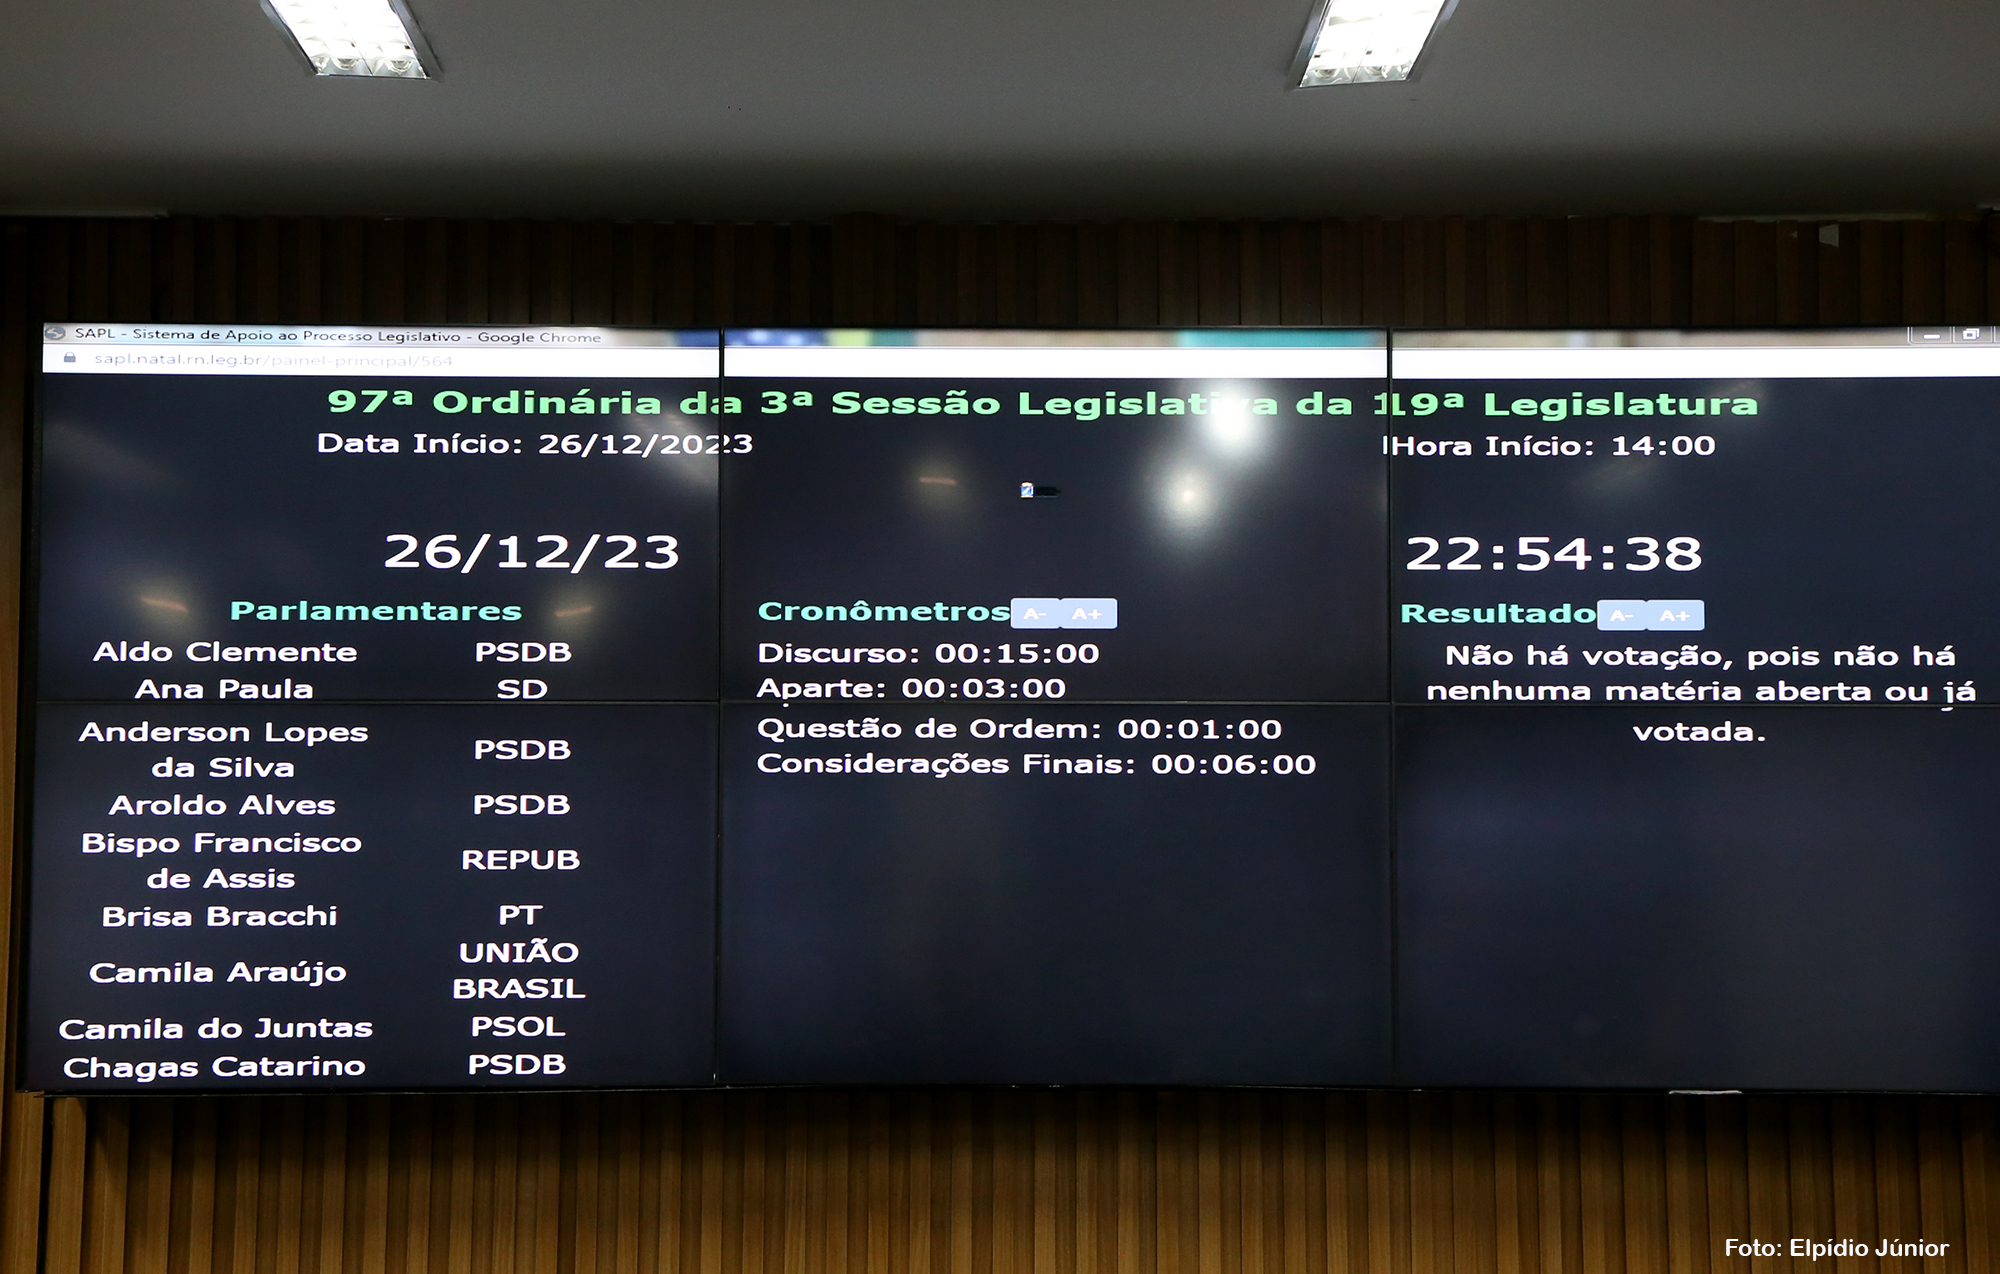 SAPL - Sistema de Apoio ao Processo Legislativo - Google Chrome
sapl.natal.rn.leg.br/painel-principal/564
97ª Ordinária da 3ª Sessão Legislativa da 19ª Legislatura
Data Início: 26/12/2023
Hora Início: 14:00
26/12/23
22:54:38
Parlamentares
Aldo Clemente PSDB
Ana Paula SD
Anderson Lopes
da Silva
PSDB
Aroldo Alves PSDB
Bispo Francisco
de Assis
REPUB
Brisa Bracchi PT
Camila Araújo
UNIÃO
BRASIL
Camila do Juntas PSOL
Chagas Catarino PSDB
Cronômetros A- A+
Discurso: 00:15:00
Aparte: 00:03:00
Questão de Ordem: 00:01:00
Considerações Finais: 00:06:00
Resultado A- A+
Não há votação, pois não há
nenhuma matéria aberta ou já
votada.
Foto: Elpídio Júnior